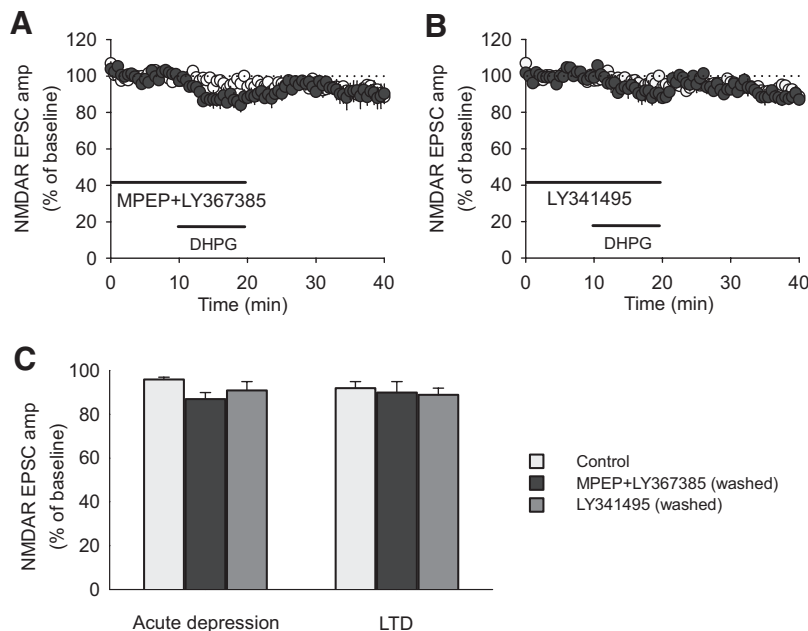 A
NMDAR EPSC amp
(% of baseline)
120
100
80
60
40
20
0
MPEP+LY367385
DHPG
0 10 20 30 40
Time (min)
B
NMDAR EPSC amp
(% of baseline)
120
100
80
60
40
20
0
LY341495
DHPG
0 10 20 30 40
Time (min)
C
NMDAR EPSC amp
(% of baseline)
100
80
60
40
20
0
Acute depression LTD
Control
MPEP+LY367385 (washed)
LY341495 (washed)